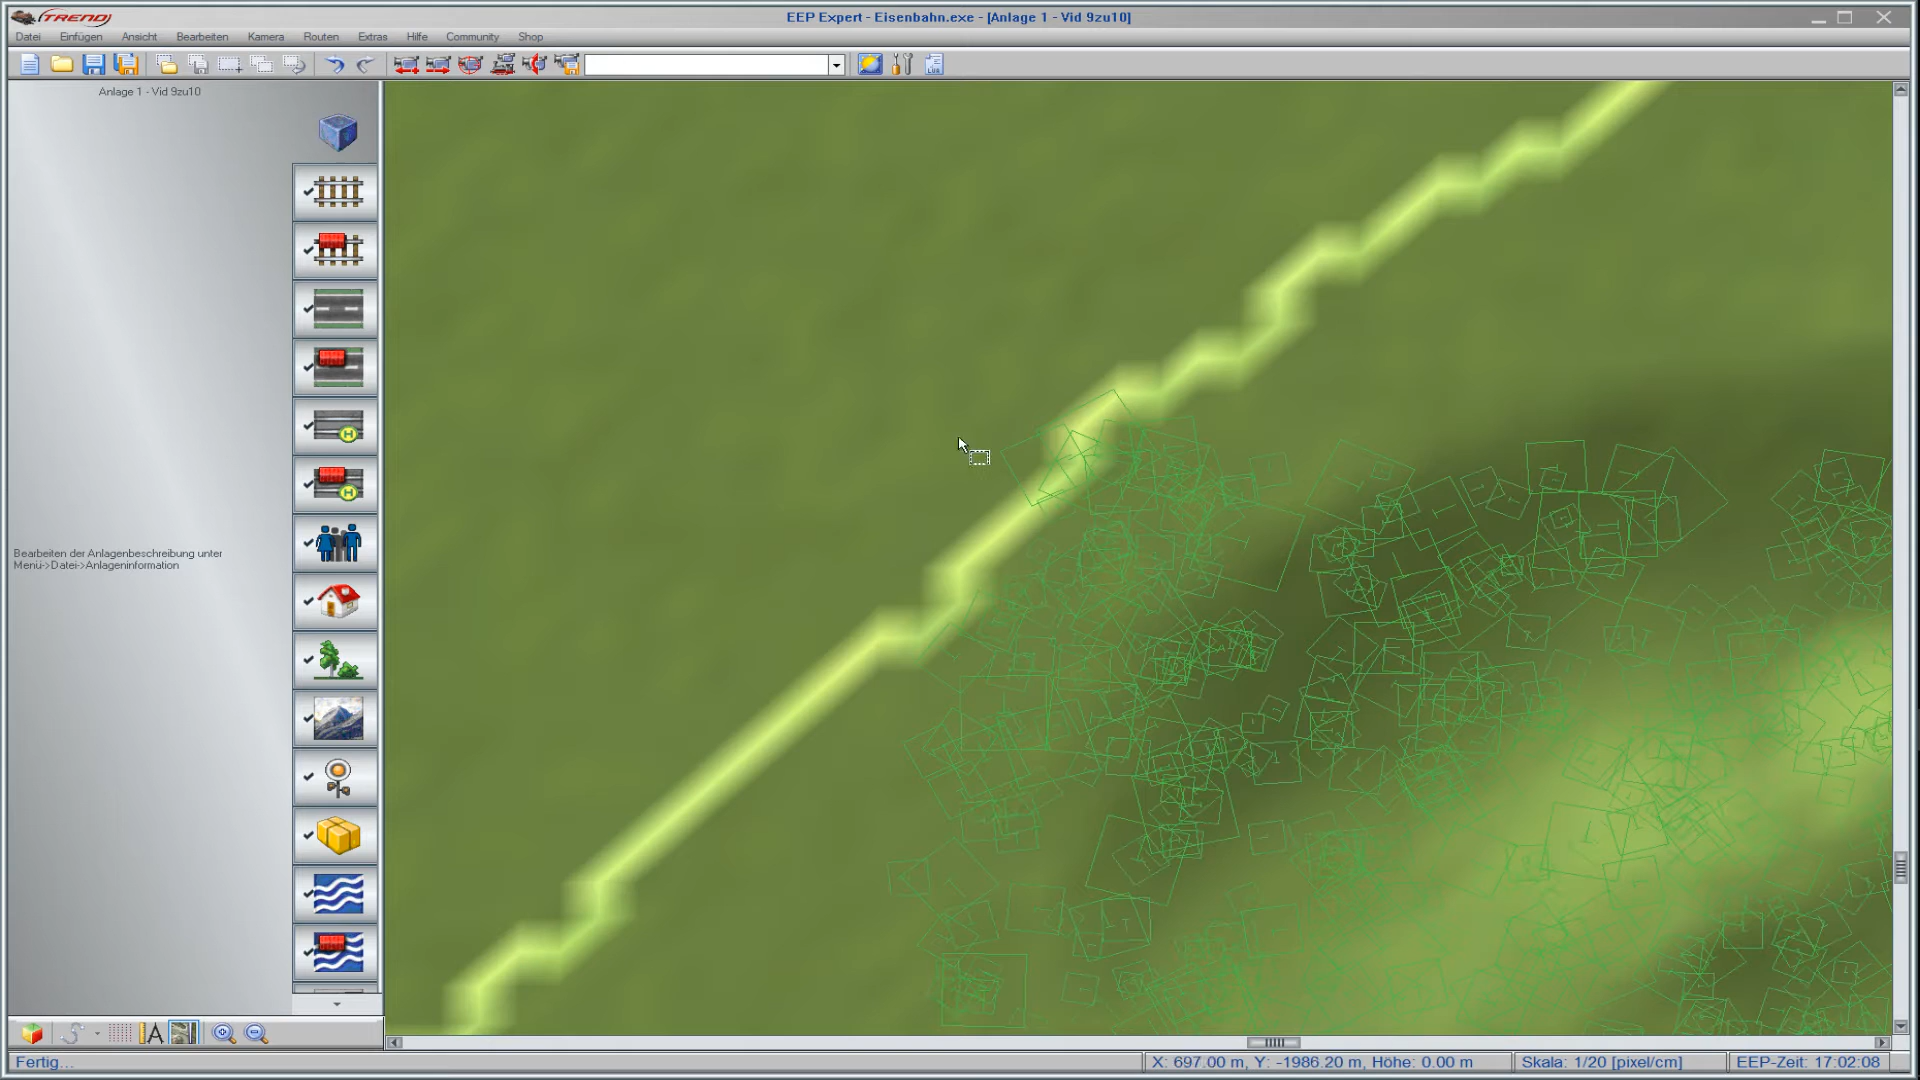 TREND
EEP Expert - Eisenbahn.exe - [Anlage 1 - Vid 9zu10]
Datei Einfügen Ansicht Bearbeiten Kamera Routen Extras Hilfe Community Shop
LUA
Anlage 1 - Vid 9zu10
H
H
Bearbeiten der Anlagenbeschreibung unter
Menü->Datei->Anlageninformation
A
Fertig...
X: 697.00 m, Y: -1986.20 m, Höhe: 0.00 m
Skala: 1/20 [pixel/cm]
EEP-Zeit: 17:02:08